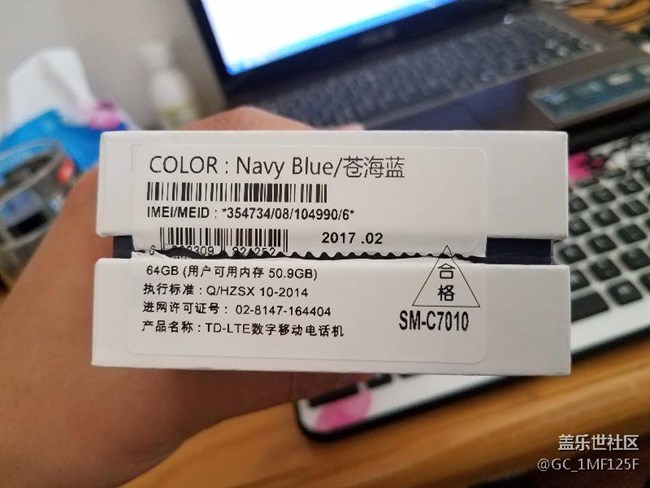 COLOR : Navy Blue/苍海蓝
IMEI/MEID : *354734/08/104990/6*
2017 .02
64GB (用户可用内存 50.9GB)
执行标准 : Q/HZSX 10-2014
进网许可证号 : 02-8147-164404
产品名称 : TD-LTE数字移动电话机
合
格
SM-C7010
盖乐世社区
@GC_1MF125F